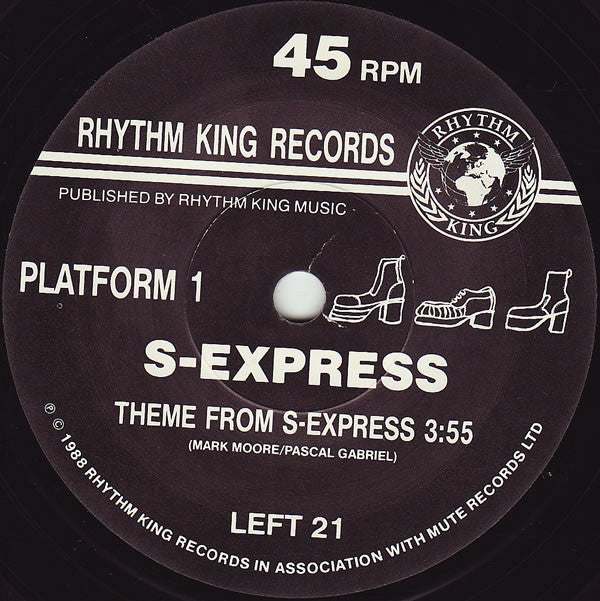 45 RPM
RHYTHM KING RECORDS
RHYTHM
KING
PUBLISHED BY RHYTHM KING MUSIC
PLATFORM 1
S-EXPRESS
THEME FROM S-EXPRESS 3:55
(MARK MOORE/PASCAL GABRIEL)
LEFT 21
℗ © 1988 RHYTHM KING RECORDS IN ASSOCIATION WITH MUTE RECORDS LTD